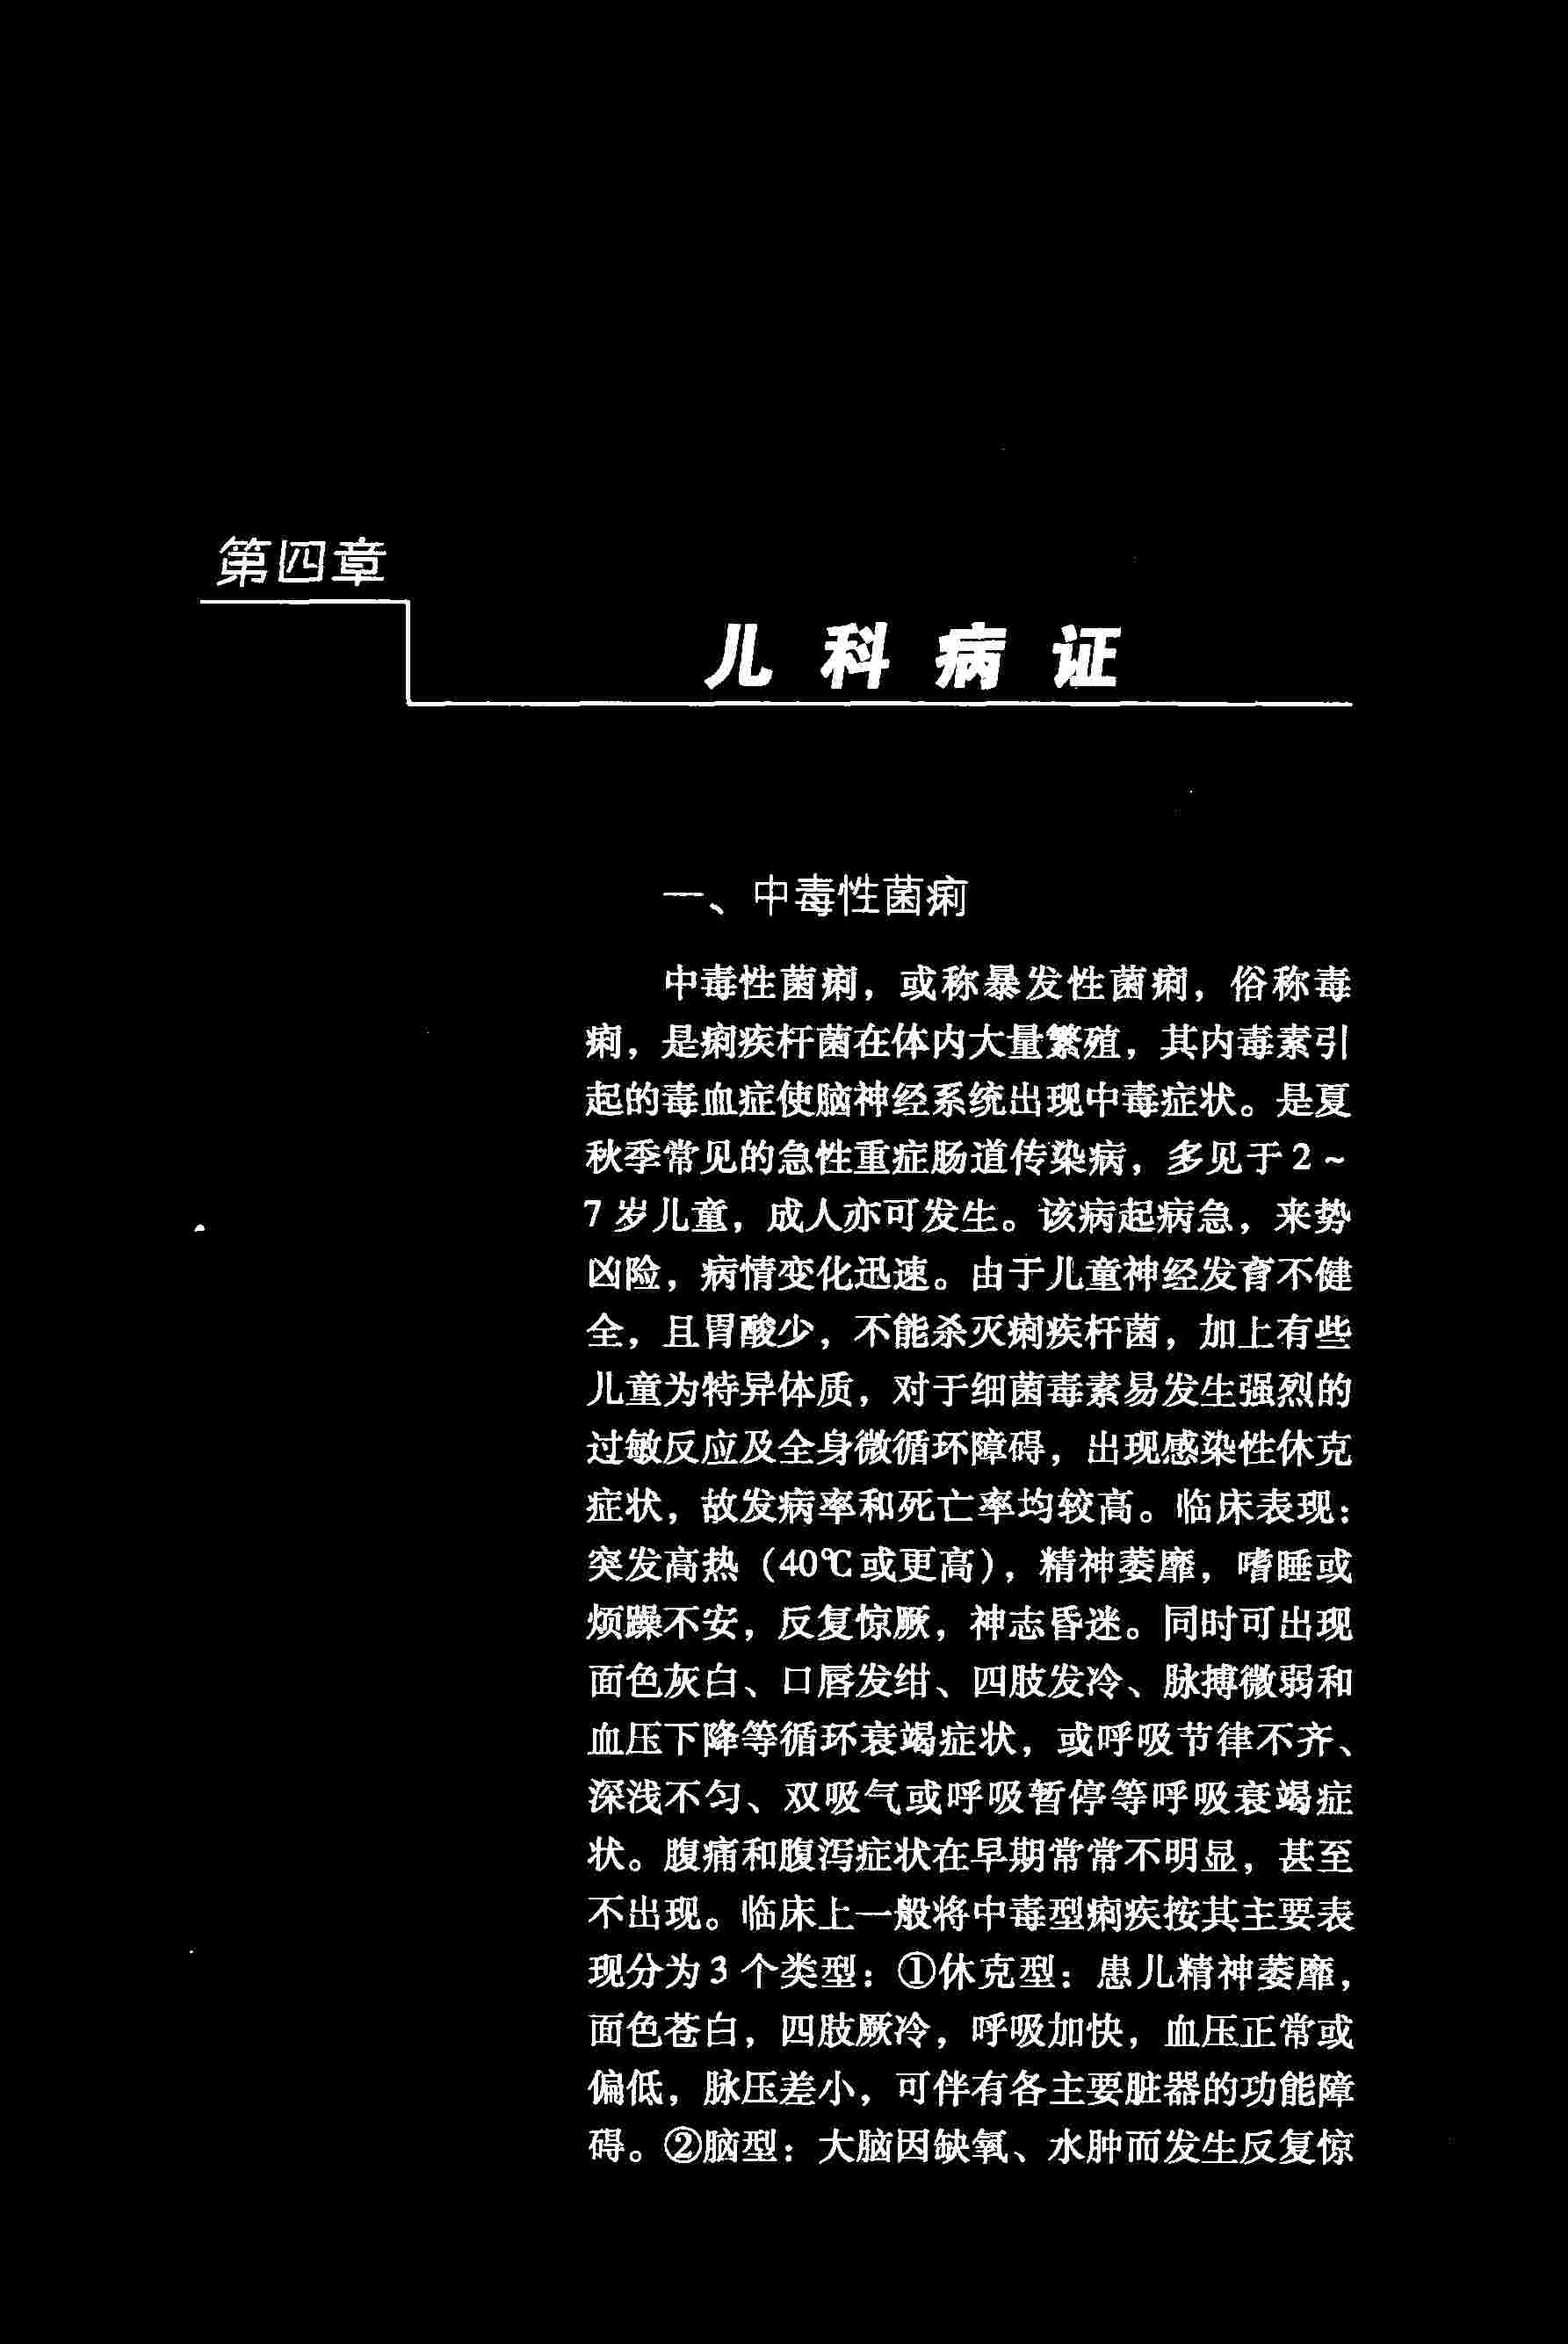 第四章
儿科病证
一、中毒性菌痢
中毒性菌痢，或称暴发性菌痢，俗称毒
痢，是痢疾杆菌在体内大量繁殖，其内毒素引
起的毒血症使脑神经系统出现中毒症状。是夏
秋季常见的急性重症肠道传染病，多见于2～
7岁儿童，成人亦可发生。该病起病急，来势
凶险，病情变化迅速。由于儿童神经发育不健
全，且胃酸少，不能杀灭痢疾杆菌，加上有些
儿童为特异体质，对于细菌毒素易发生强烈的
过敏反应及全身微循环障碍，出现感染性休克
症状，故发病率和死亡率均较高。临床表现：
突发高热（40℃或更高），精神萎靡，嗜睡或
烦躁不安，反复惊厥，神志昏迷。同时可出现
面色灰白、口唇发绀、四肢发冷、脉搏微弱和
血压下降等循环衰竭症状，或呼吸节律不齐、
深浅不匀、双吸气或呼吸暂停等呼吸衰竭症
状。腹痛和腹泻症状在早期常常不明显，甚至
不出现。临床上一般将中毒型痢疾按其主要表
现分为3个类型：①休克型：患儿精神萎靡，
面色苍白，四肢厥冷，呼吸加快，血压正常或
偏低，脉压差小，可伴有各主要脏器的功能障
碍。②脑型：大脑因缺氧、水肿而发生反复惊